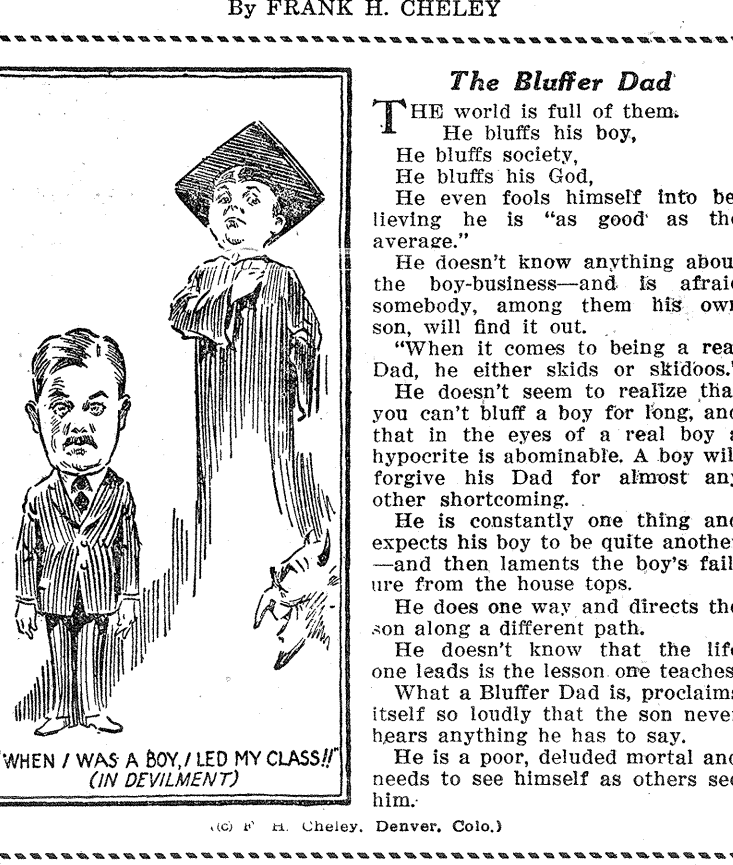 By FRANK H. CHELEY
The Bluffer Dad
THE world is full of them.
He bluffs his boy,
He bluffs society,
He bluffs his God,
He even fools himself into be
lieving he is "as good as the
average."
He doesn't know anything abou
the boy-business—and is afrai
somebody, among them his own
son, will find it out.
"When it comes to being a rea
Dad, he either skids or skidoos."
He doesn't seem to realize tha
you can't bluff a boy for long, and
that in the eyes of a real boy a
hypocrite is abominable. A boy wil
forgive his Dad for almost any
other shortcoming.
He is constantly one thing and
expects his boy to be quite another
—and then laments the boy's fail
ure from the house tops.
He does one way and directs the
son along a different path.
He doesn't know that the life
one leads is the lesson one teaches
What a Bluffer Dad is, proclaims
itself so loudly that the son never
hears anything he has to say.
He is a poor, deluded mortal and
needs to see himself as others see
him.
"WHEN I WAS A BOY, I LED MY CLASS!!"
(IN DEVILMENT)
(c) F. H. Cheley, Denver, Colo.)